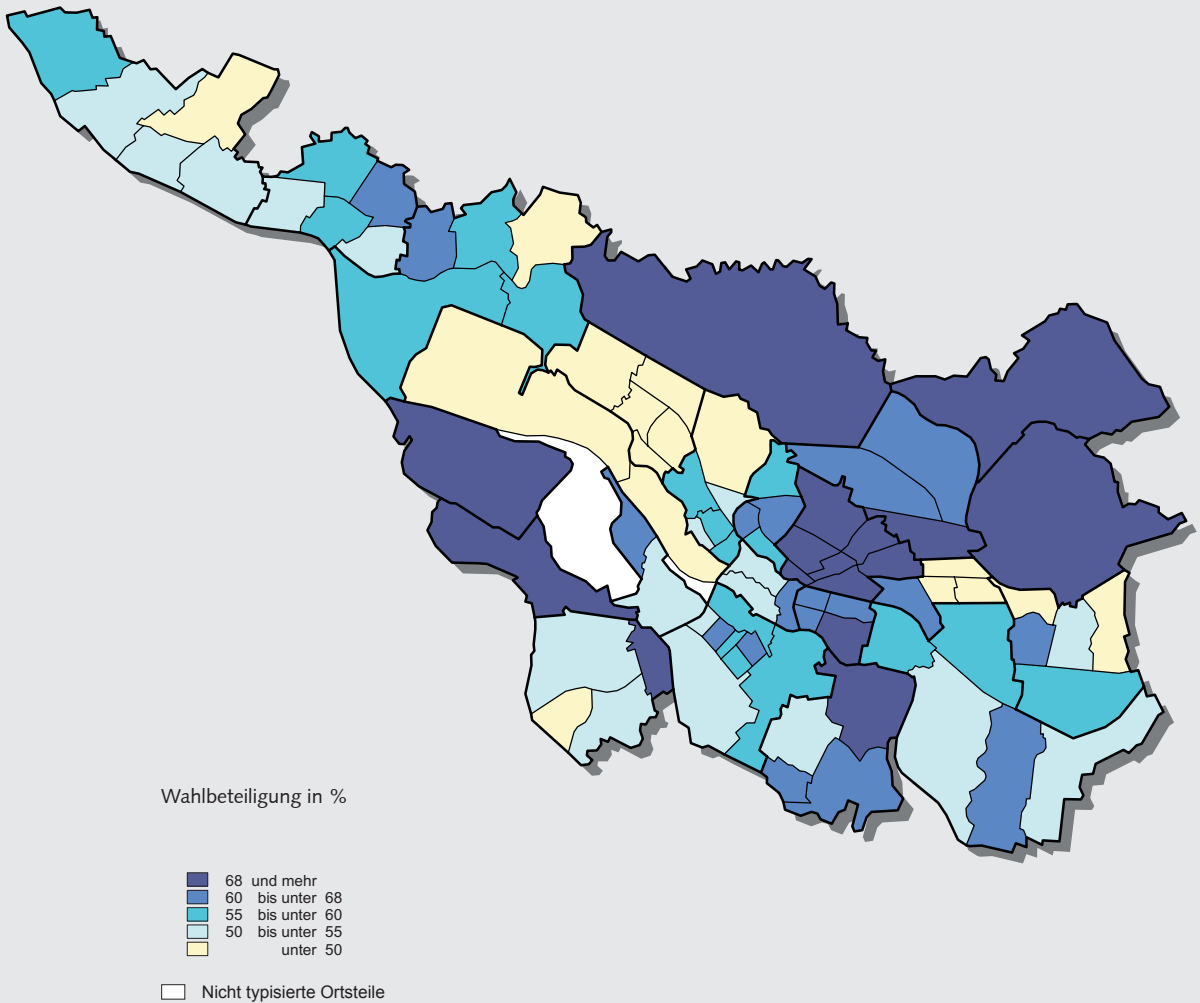 Wahlbeteiligung in %
68 und mehr
60 bis unter 68
55 bis unter 60
50 bis unter 55
unter 50
Nicht typisierte Ortsteile